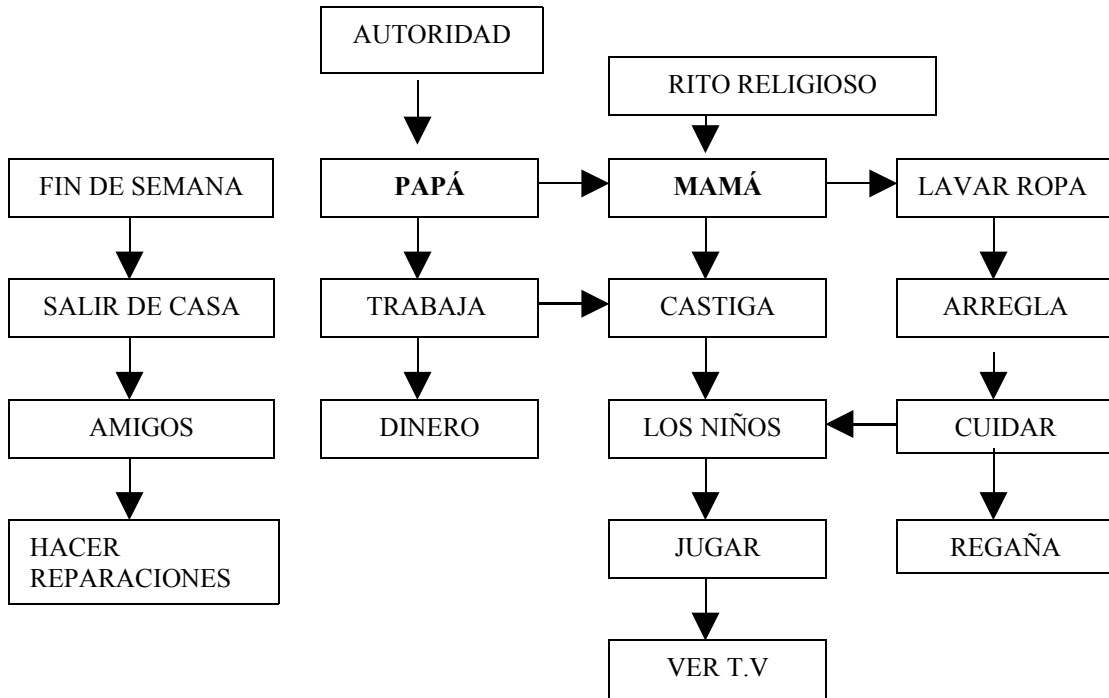 AUTORIDAD
RITO RELIGIOSO
FIN DE SEMANA
PAPÁ
MAMÁ
LAVAR ROPA
SALIR DE CASA
TRABAJA
CASTIGA
ARREGLA
AMIGOS
DINERO
LOS NIÑOS
CUIDAR
HACER
REPARACIONES
JUGAR
REGAÑA
VER T.V